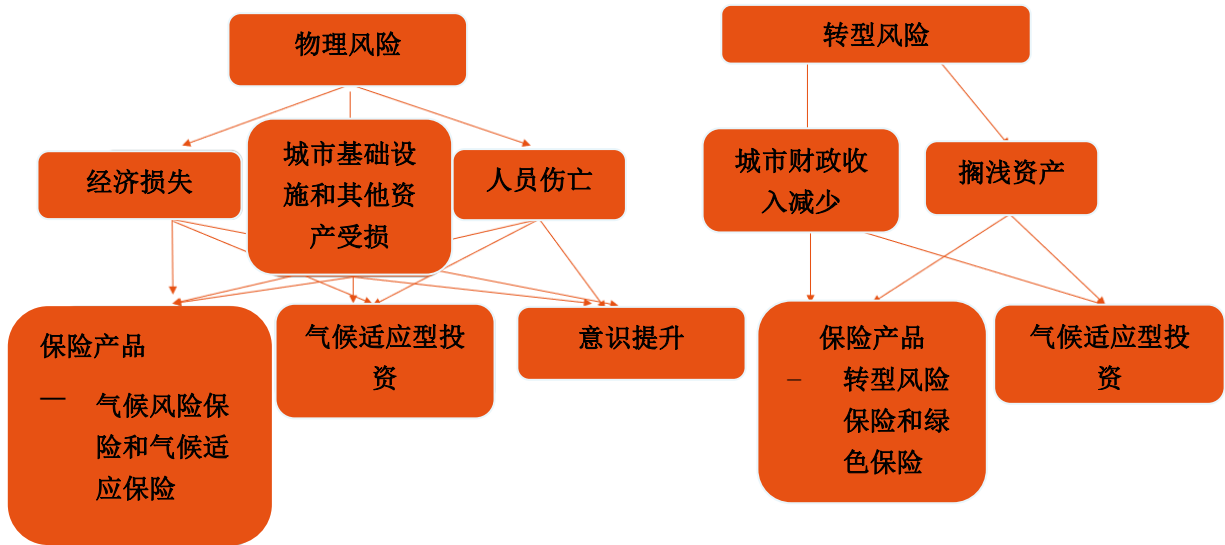 物理风险
转型风险
经济损失
城市基础设
施和其他资
产受损
人员伤亡
城市财政收
入减少
搁浅资产
保险产品
— 气候风险保
险和气候适
应保险
气候适应型投
资
意识提升
保险产品
– 转型风险
保险和绿
色保险
气候适应型投
资